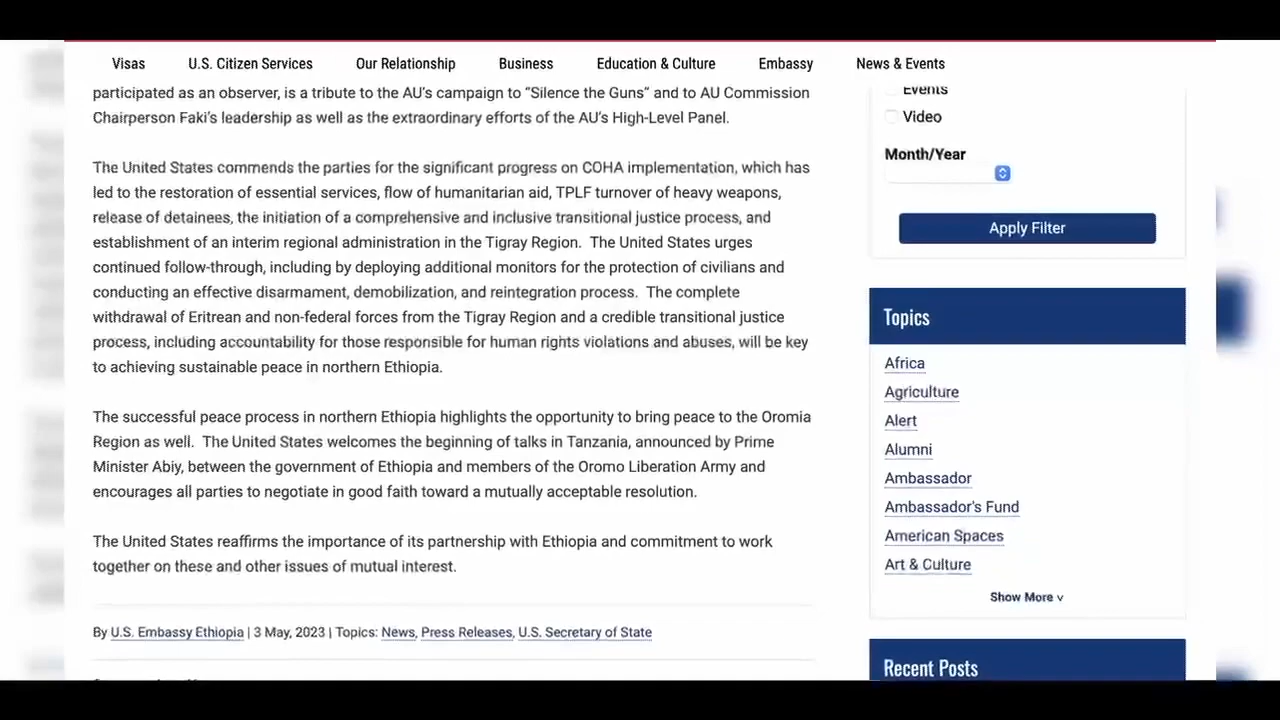 Visas U.S. Citizen Services Our Relationship Business Education & Culture Embassy News & Events
participated as an observer, is a tribute to the AU's campaign to “Silence the Guns” and to AU Commission
Chairperson Faki's leadership as well as the extraordinary efforts of the AU's High-Level Panel.
The United States commends the parties for the significant progress on COHA implementation, which has
led to the restoration of essential services, flow of humanitarian aid, TPLF turnover of heavy weapons,
release of detainees, the initiation of a comprehensive and inclusive transitional justice process, and
establishment of an interim regional administration in the Tigray Region. The United States urges
continued follow-through, including by deploying additional monitors for the protection of civilians and
conducting an effective disarmament, demobilization, and reintegration process. The complete
withdrawal of Eritrean and non-federal forces from the Tigray Region and a credible transitional justice
process, including accountability for those responsible for human rights violations and abuses, will be key
to achieving sustainable peace in northern Ethiopia.
The successful peace process in northern Ethiopia highlights the opportunity to bring peace to the Oromia
Region as well. The United States welcomes the beginning of talks in Tanzania, announced by Prime
Minister Abiy, between the government of Ethiopia and members of the Oromo Liberation Army and
encourages all parties to negotiate in good faith toward a mutually acceptable resolution.
The United States reaffirms the importance of its partnership with Ethiopia and commitment to work
together on these and other issues of mutual interest.
By U.S. Embassy Ethiopia | 3 May, 2023 | Topics: News, Press Releases, U.S. Secretary of State
Events
Video
Month/Year
Apply Filter
Topics
Africa
Agriculture
Alert
Alumni
Ambassador
Ambassador's Fund
American Spaces
Art & Culture
Show More v
Recent Posts